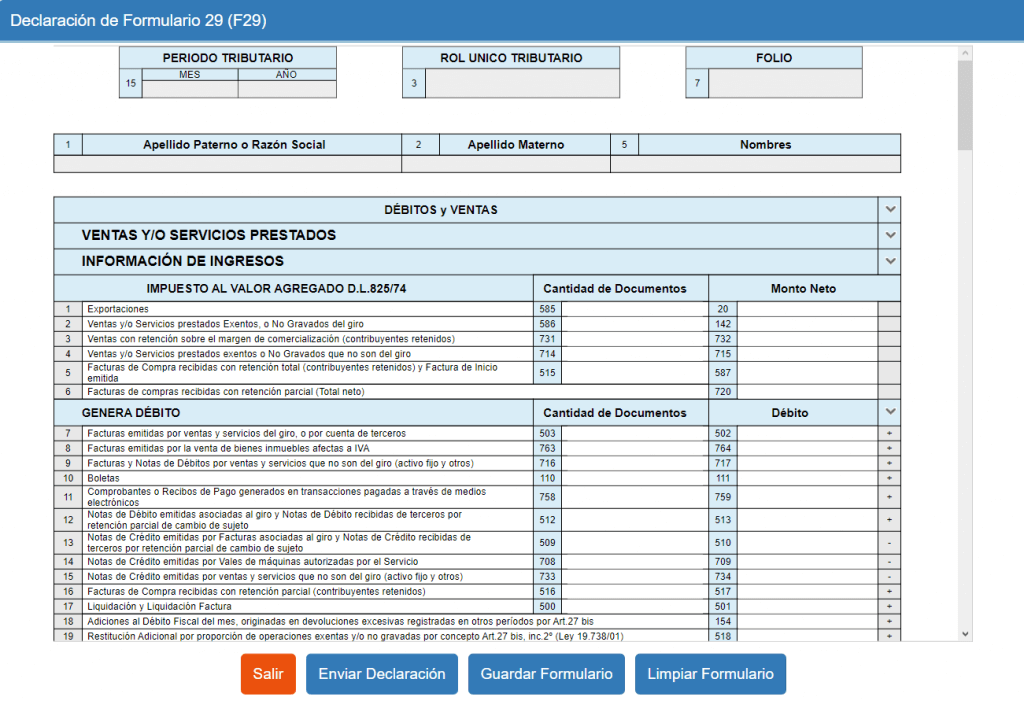 Declaración de Formulario 29 (F29)
PERIODO TRIBUTARIO
MES AÑO
15
ROL UNICO TRIBUTARIO
3
FOLIO
7
1 Apellido Paterno o Razón Social 2 Apellido Materno 5 Nombres
DÉBITOS y VENTAS
VENTAS Y/O SERVICIOS PRESTADOS
INFORMACIÓN DE INGRESOS
IMPUESTO AL VALOR AGREGADO D.L.825/74 Cantidad de Documentos Monto Neto
1 Exportaciones 585 20
2 Ventas y/o Servicios prestados Exentos, o No Gravados del giro 586 142
3 Ventas con retención sobre el margen de comercialización (contribuyentes retenidos) 731 732
4 Ventas y/o Servicios prestados exentos o No Gravados que no son del giro 714 715
5 Facturas de Compra recibidas con retención total (contribuyentes retenidos) y Factura de Inicio
emitida 515 587
6 Facturas de compras recibidas con retención parcial (Total neto) 720
GENERA DÉBITO Cantidad de Documentos Débito
7 Facturas emitidas por ventas y servicios del giro, o por cuenta de terceros 503 502 +
8 Facturas emitidas por la venta de bienes inmuebles afectas a IVA 763 764 +
9 Facturas y Notas de Débitos por ventas y servicios que no son del giro (activo fijo y otros) 716 717 +
10 Boletas 110 111 +
11 Comprobantes o Recibos de Pago generados en transacciones pagadas a través de medios
electrónicos 758 759 +
12 Notas de Débito emitidas asociadas al giro y Notas de Débito recibidas de terceros por
retención parcial de cambio de sujeto 512 513 +
13 Notas de Crédito emitidas por Facturas asociadas al giro y Notas de Crédito recibidas de
terceros por retención parcial de cambio de sujeto 509 510 -
14 Notas de Crédito emitidas por Vales de máquinas autorizadas por el Servicio 708 709 -
15 Notas de Crédito emitidas por ventas y servicios que no son del giro (activo fijo y otros) 733 734 -
16 Facturas de Compra recibidas con retención parcial (contribuyentes retenidos) 516 517 +
17 Liquidación y Liquidación Factura 500 501 +
18 Adiciones al Débito Fiscal del mes, originadas en devoluciones excesivas registradas en otros períodos por Art.27 bis 154 +
19 Restitución Adicional por proporción de operaciones exentas y/o no gravadas por concepto Art.27 bis, inc.2º (Ley 19.738/01) 518 +
Salir Enviar Declaración Guardar Formulario Limpiar Formulario